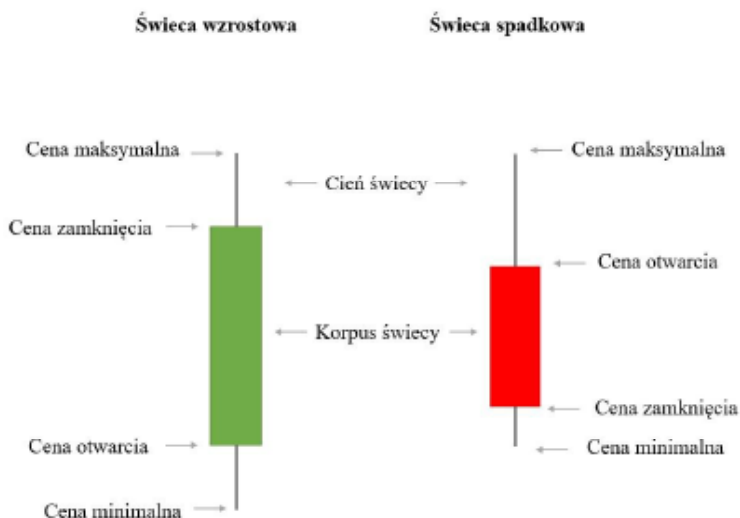 Świeca wzrostowa
Świeca spadkowa
Cena maksymalna
Cena maksymalna
Cień świecy
Cena zamknięcia
Cena otwarcia
Korpus świecy
Cena zamknięcia
Cena otwarcia
Cena minimalna
Cena minimalna